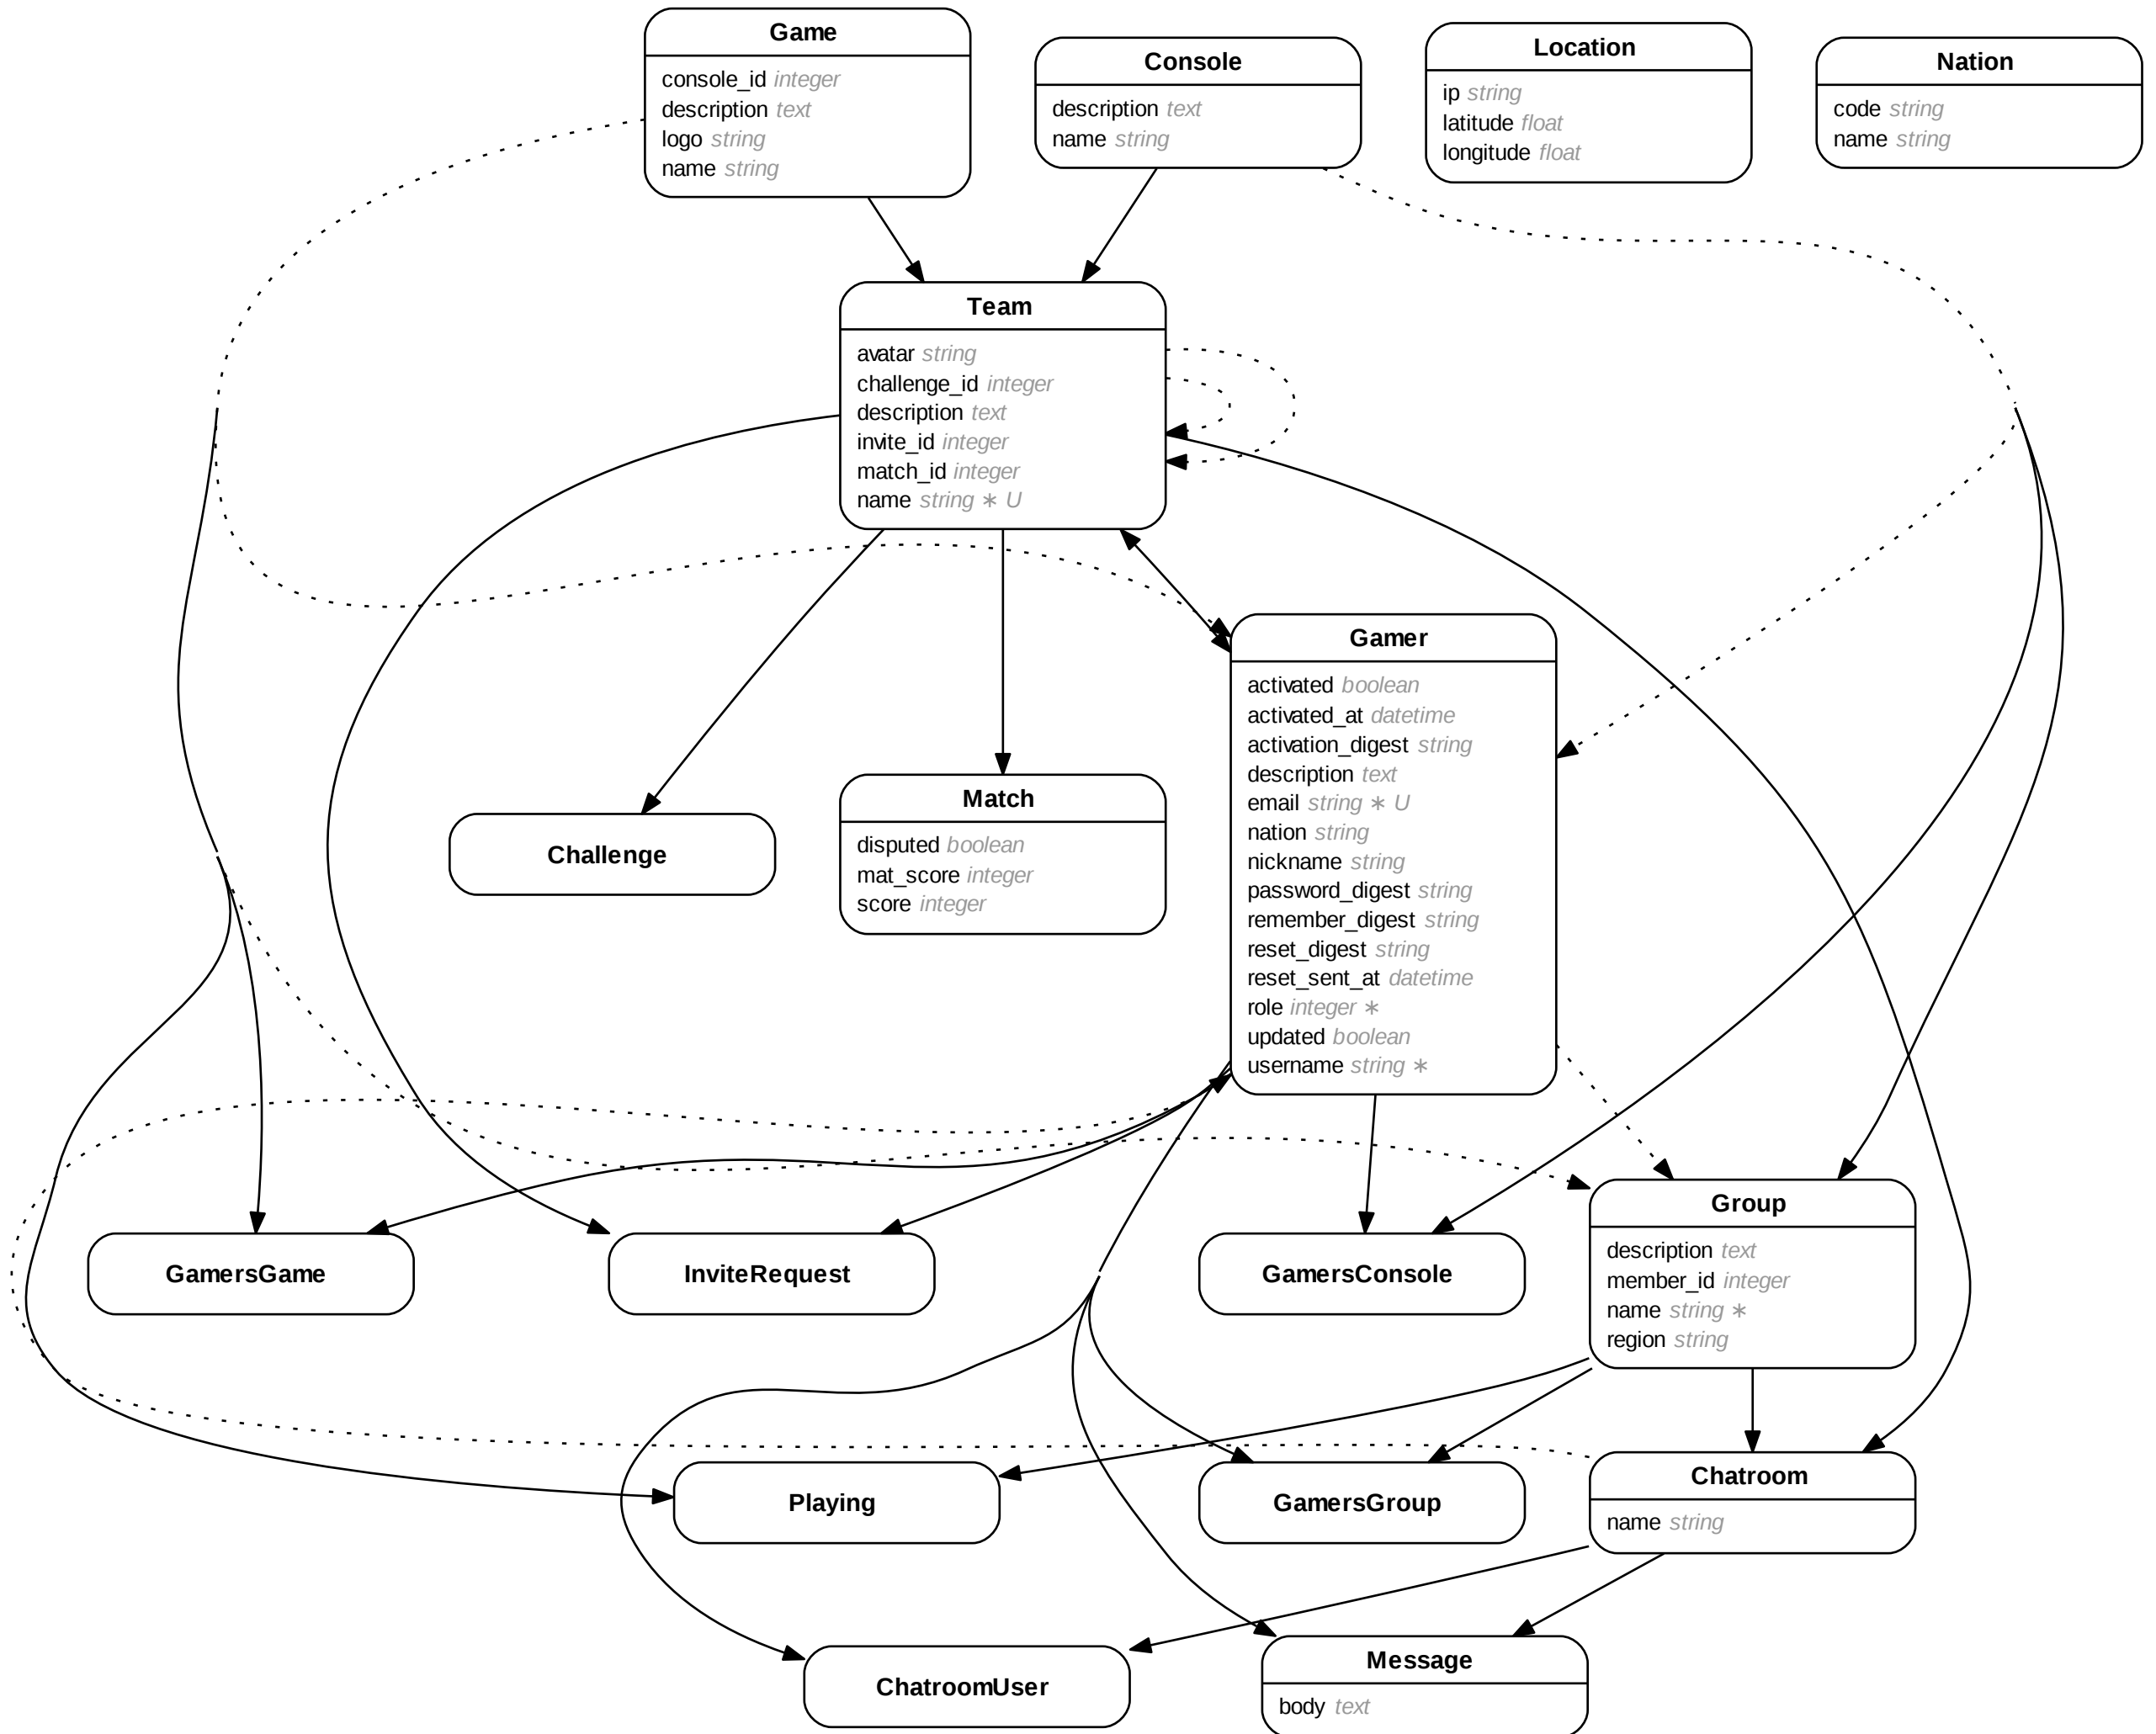 Game
console_id integer
description text
logo string
name string
Console
description text
name string
Location
ip string
latitude float
longitude float
Nation
code string
name string
Team
avatar string
challenge_id integer
description text
invite_id integer
match_id integer
name string ∗ U
Gamer
activated boolean
activated_at datetime
activation_digest string
description text
email string ∗ U
nation string
nickname string
password_digest string
remember_digest string
reset_digest string
reset_sent_at datetime
role integer ∗
updated boolean
username string ∗
Challenge
Match
disputed boolean
mat_score integer
score integer
GamersGame
InviteRequest
GamersConsole
Group
description text
member_id integer
name string ∗
region string
Playing
GamersGroup
Chatroom
name string
ChatroomUser
Message
body text